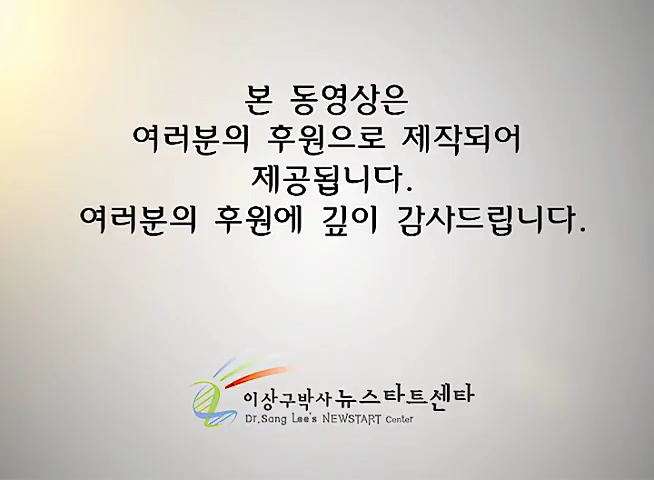 본 동영상은
여러분의 후원으로 제작되어
제공됩니다.
여러분의 후원에 깊이 감사드립니다.
이상구박사 뉴스타트센타
Dr.Sang Lee's NEWSTART Center